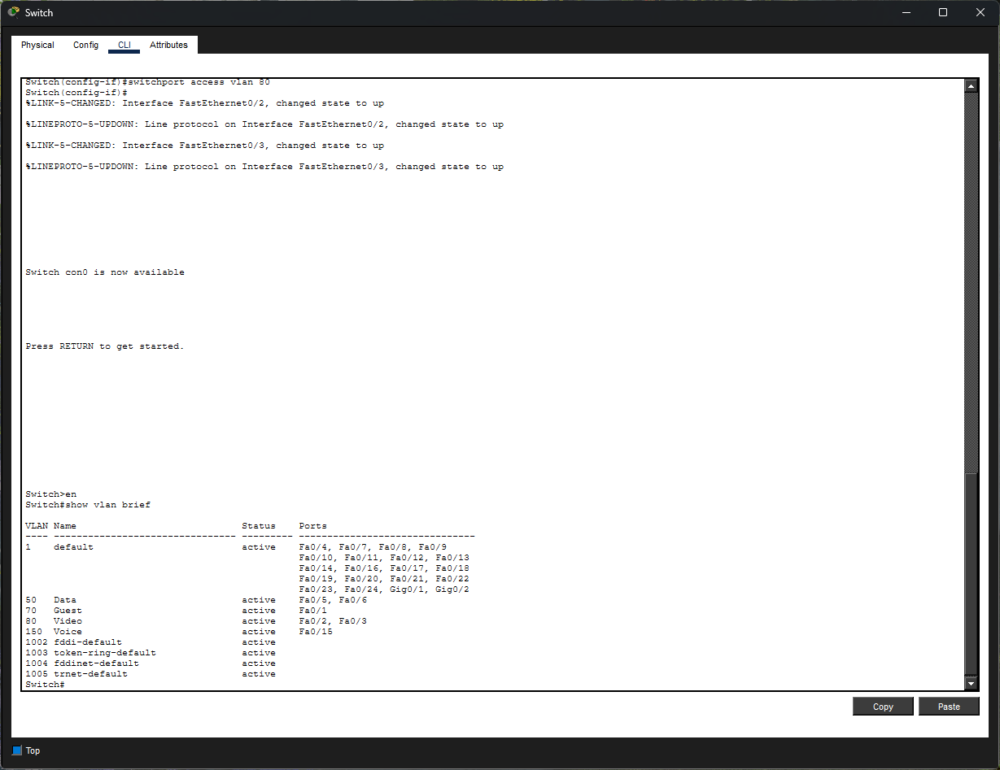 Switch
Physical Config CLI Attributes
Switch(config-if)#switchport access vlan 80
Switch(config-if)#
%LINK-5-CHANGED: Interface FastEthernet0/2, changed state to up
%LINEPROTO-5-UPDOWN: Line protocol on Interface FastEthernet0/2, changed state to up
%LINK-5-CHANGED: Interface FastEthernet0/3, changed state to up
%LINEPROTO-5-UPDOWN: Line protocol on Interface FastEthernet0/3, changed state to up
Switch con0 is now available
Press RETURN to get started.
Switch>en
Switch#show vlan brief
VLAN Name                             Status    Ports
---- -------------------------------- --------- -------------------------------
1    default                          active    Fa0/4, Fa0/7, Fa0/8, Fa0/9
                                                Fa0/10, Fa0/11, Fa0/12, Fa0/13
                                                Fa0/14, Fa0/16, Fa0/17, Fa0/18
                                                Fa0/19, Fa0/20, Fa0/21, Fa0/22
                                                Fa0/23, Fa0/24, Gig0/1, Gig0/2
50   Data                             active    Fa0/5, Fa0/6
70   Guest                            active    Fa0/1
80   Video                            active    Fa0/2, Fa0/3
150  Voice                            active    Fa0/15
1002 fddi-default                     active
1003 token-ring-default               active
1004 fddinet-default                  active
1005 trnet-default                    active
Switch#
Copy Paste
Top